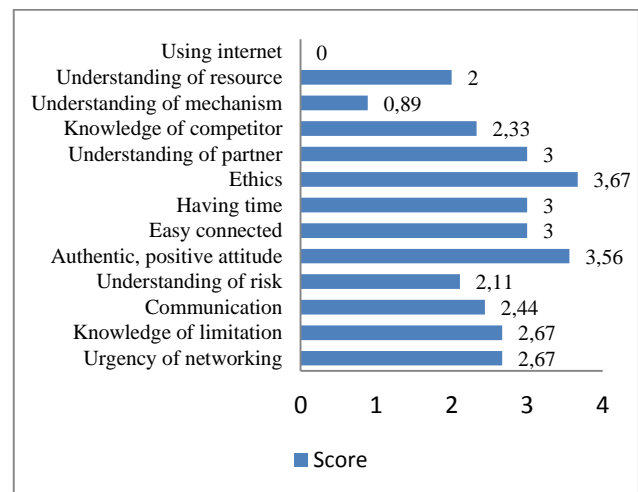 Using internet 0
Understanding of resource 2
Understanding of mechanism 0,89
Knowledge of competitor 2,33
Understanding of partner 3
Ethics 3,67
Having time 3
Easy connected 3
Authentic, positive attitude 3,56
Understanding of risk 2,11
Communication 2,44
Knowledge of limitation 2,67
Urgency of networking 2,67
0 1 2 3 4
Score